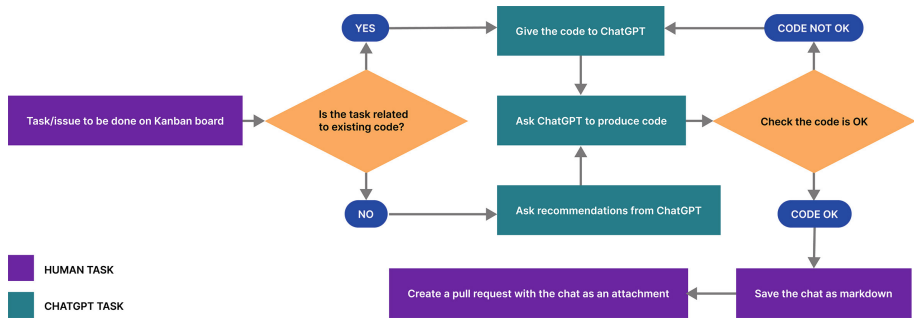 YES
Give the code to ChatGPT
CODE NOT OK
Task/issue to be done on Kanban board
Is the task related
to existing code?
Ask ChatGPT to produce code
Check the code is OK
NO
Ask recommendations from ChatGPT
CODE OK
HUMAN TASK
CHATGPT TASK
Create a pull request with the chat as an attachment
Save the chat as markdown